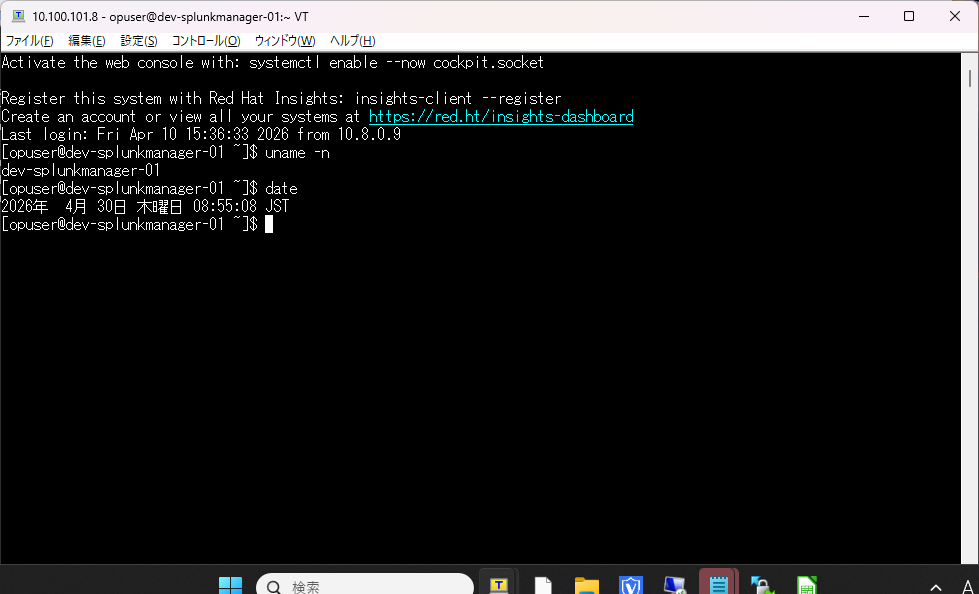 10.100.101.8 - opuser@dev-splunkmanager-01:~ VT
ファイル(F) 編集(E) 設定(S) コントロール(O) ウィンドウ(W) ヘルプ(H)
Activate the web console with: systemctl enable --now cockpit.socket
Register this system with Red Hat Insights: insights-client --register
Create an account or view all your systems at https://red.ht/insights-dashboard
Last login: Fri Apr 10 15:36:33 2026 from 10.8.0.9
[opuser@dev-splunkmanager-01 ~]$ uname -n
dev-splunkmanager-01
[opuser@dev-splunkmanager-01 ~]$ date
2026年  4月 30日 木曜日 08:55:08 JST
[opuser@dev-splunkmanager-01 ~]$
検索
A